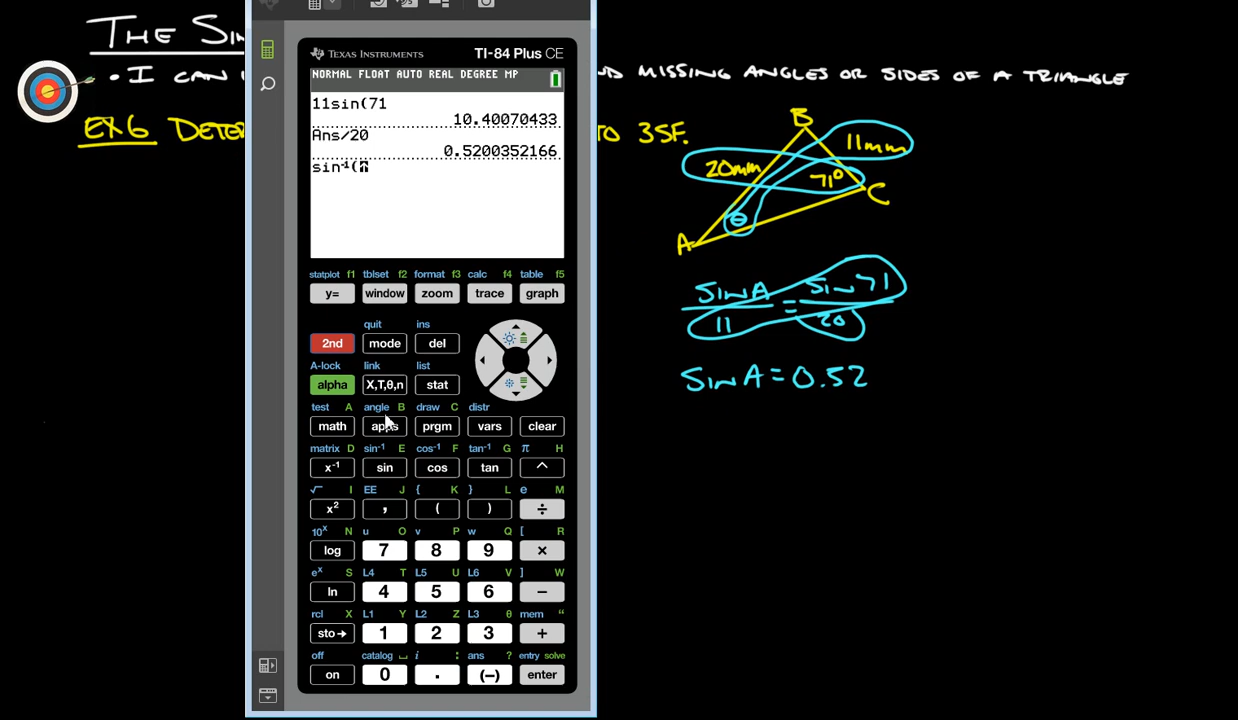 THE SIN
• I CAN
ND MISSING ANGLES OR SIDES OF A TRIANGLE
EX6 DETER
TO 3SF.
B
11mm
20mm
71°
C
θ
A
SinA = Sin 71
11 20
SinA = 0.52
TEXAS INSTRUMENTS TI-84 Plus CE
NORMAL FLOAT AUTO REAL DEGREE MP
11sin(71
10.40070433
Ans/20
0.5200352166
sin⁻¹(
statplot f1 tblset f2 format f3 calc f4 table f5
y= window zoom trace graph
quit ins
2nd mode del
A-lock link list
alpha X,T,θ,n stat
test A angle B draw C distr
math apps prgm vars clear
matrix D sin⁻¹ E cos⁻¹ F tan⁻¹ G π H
x⁻¹ sin cos tan ^
√ I EE J { K } L e M
x² , ( ) ÷
10ˣ N u O v P w Q [ R
log 7 8 9 ×
eˣ S L4 T L5 U L6 V ] W
ln 4 5 6 −
rcl X L1 Y L2 Z L3 θ mem "
sto→ 1 2 3 +
off catalog ␣ i : ans ? entry solve
on 0 . (−) enter